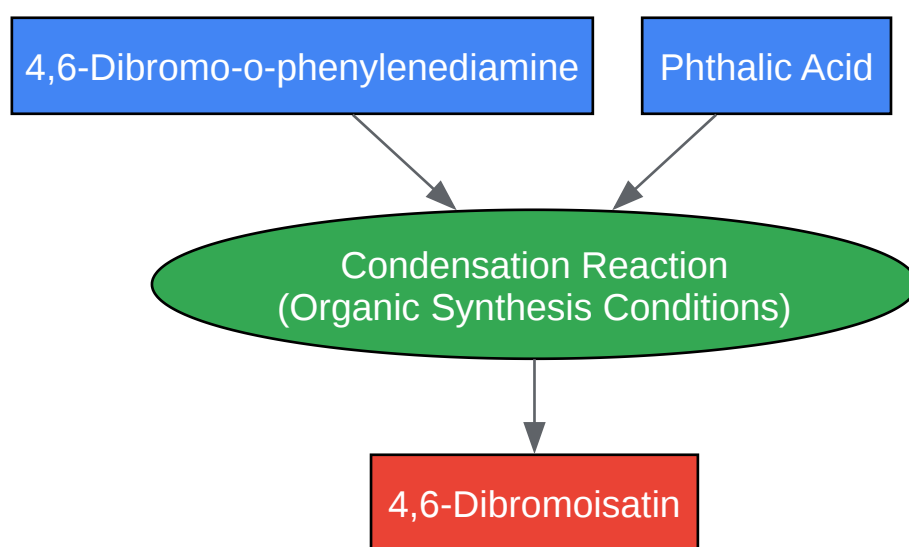 4,6-Dibromo-o-phenylenediamine
Phthalic Acid
Condensation Reaction
(Organic Synthesis Conditions)
4,6-Dibromoisatin